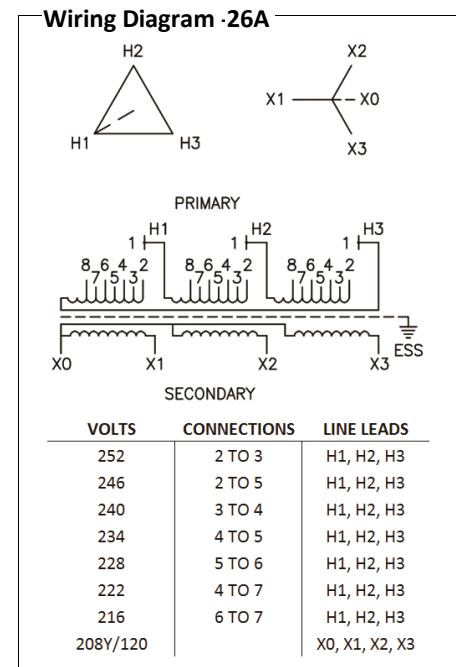 Wiring Diagram -26A
H2
H1
H3
X2
X1
X0
X3
PRIMARY
1 H1 1 H2 1 H3
8 7 6 5 4 3 2 8 7 6 5 4 3 2 8 7 6 5 4 3 2
ESS
X0 X1 X2 X3
SECONDARY
VOLTS CONNECTIONS LINE LEADS
252 2 TO 3 H1, H2, H3
246 2 TO 5 H1, H2, H3
240 3 TO 4 H1, H2, H3
234 4 TO 5 H1, H2, H3
228 5 TO 6 H1, H2, H3
222 4 TO 7 H1, H2, H3
216 6 TO 7 H1, H2, H3
208Y/120 X0, X1, X2, X3